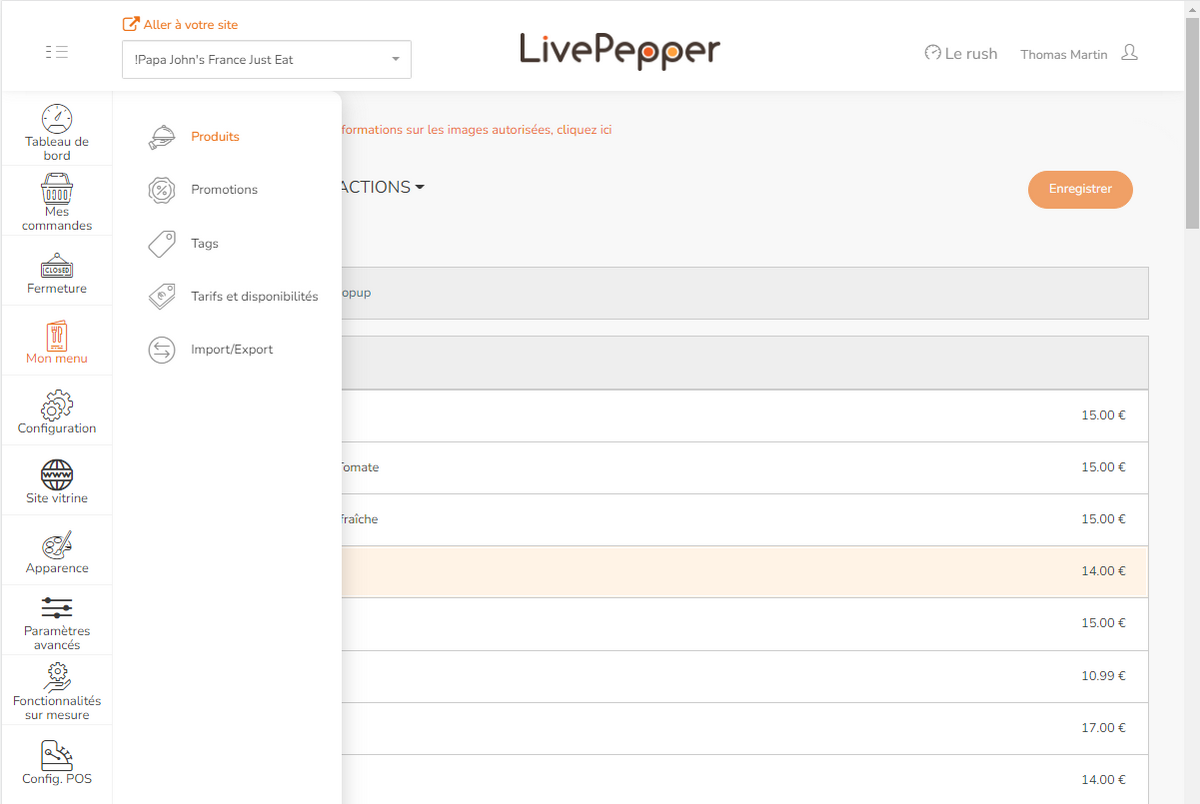 Aller à votre site
!Papa John's France Just Eat
LivePepper
Le rush
Thomas Martin
Tableau de
bord
Mes
commandes
CLOSED
Fermeture
Mon menu
Configuration
WWW
Site vitrine
Apparence
Paramètres
avancés
Fonctionnalités
sur mesure
Config. POS
Produits
Promotions
Tags
Tarifs et disponibilités
Import/Export
formations sur les images autorisées, cliquez ici
ACTIONS
Enregistrer
opup
15.00 €
Tomate 15.00 €
fraîche 15.00 €
14.00 €
15.00 €
10.99 €
17.00 €
14.00 €